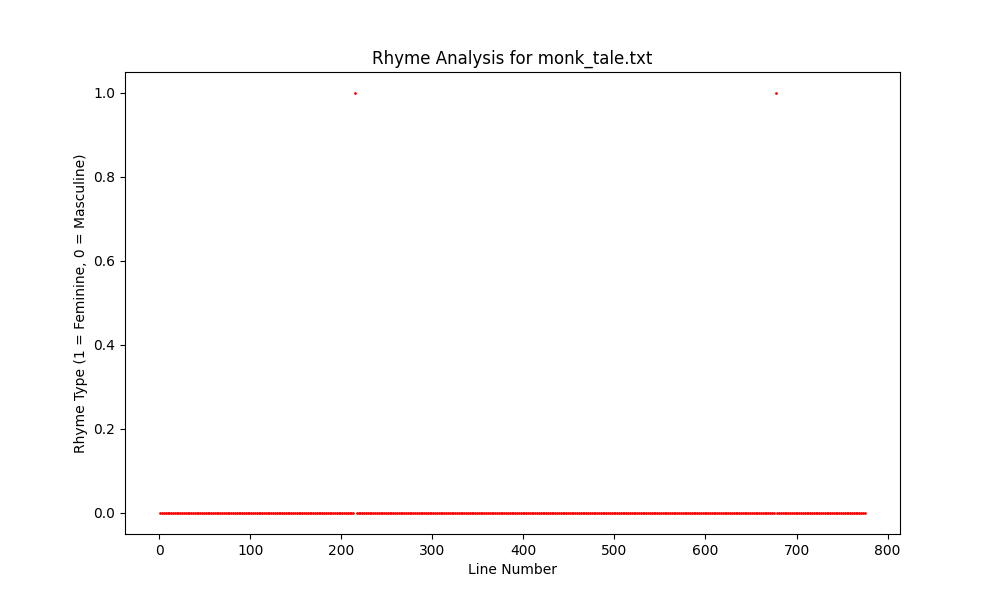 Rhyme Analysis for monk_tale.txt
1.0
0.8
0.6
0.4
0.2
0.0
Rhyme Type (1 = Feminine, 0 = Masculine)
0 100 200 300 400 500 600 700 800
Line Number